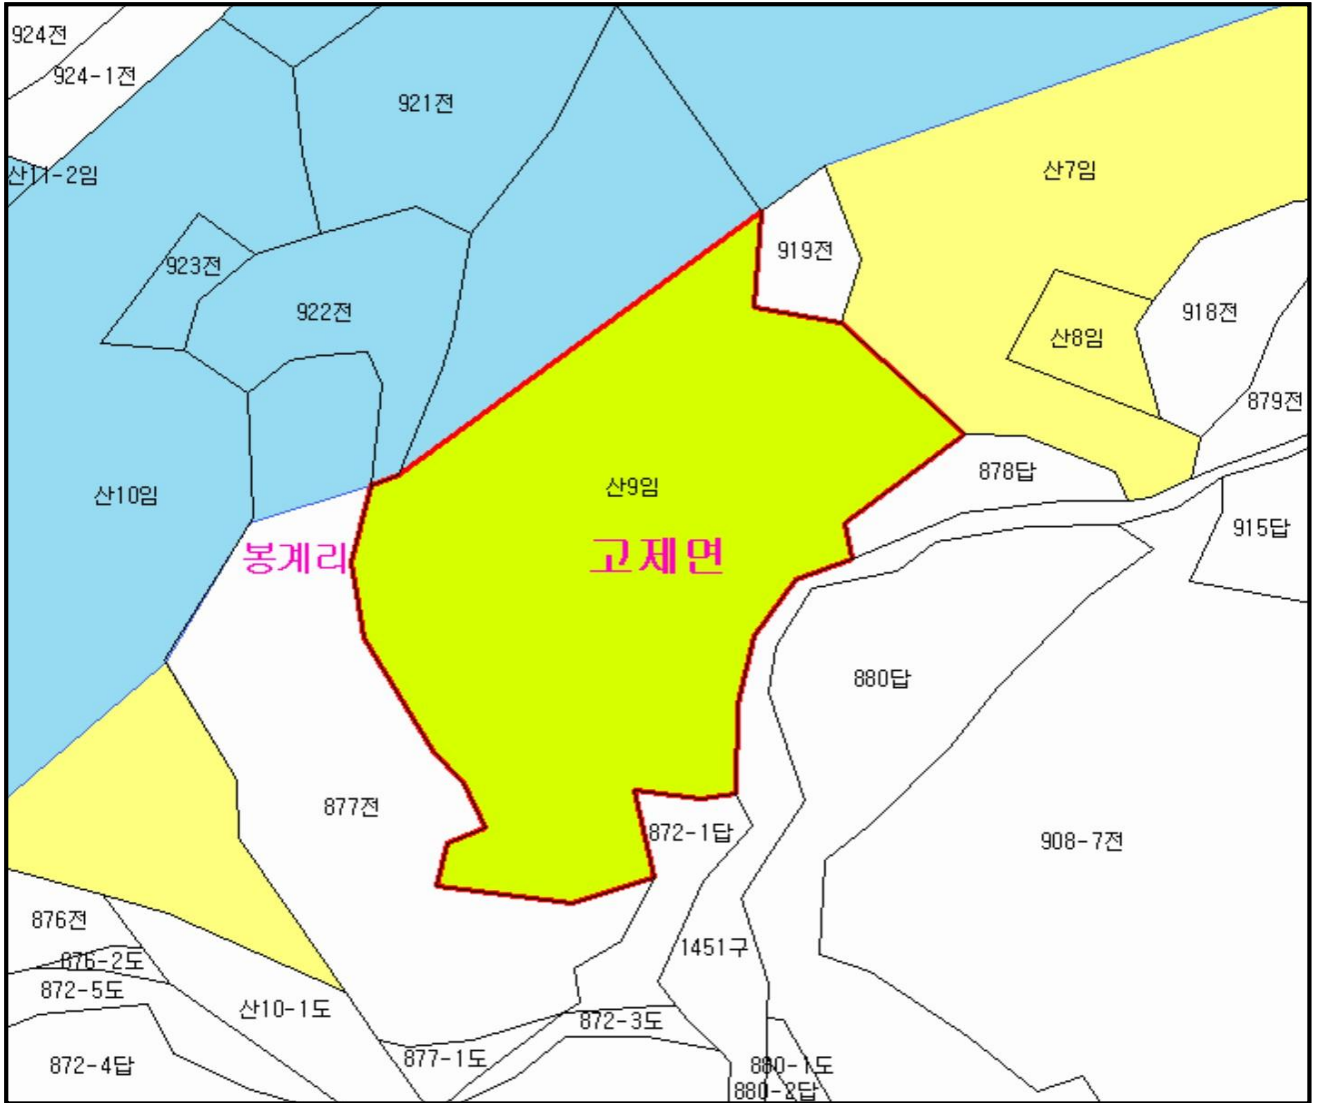 924전
924-1전
921전
산11-2임
산7임
919전
923전
922전
918전
산8임
879전
878답
산9임
산10임
915답
봉계리
고제면
880답
877전
872-1답
908-7전
876전
1451구
876-2도
872-5도
산10-1도
872-3도
877-1도
872-4답
880-1도
880-2답